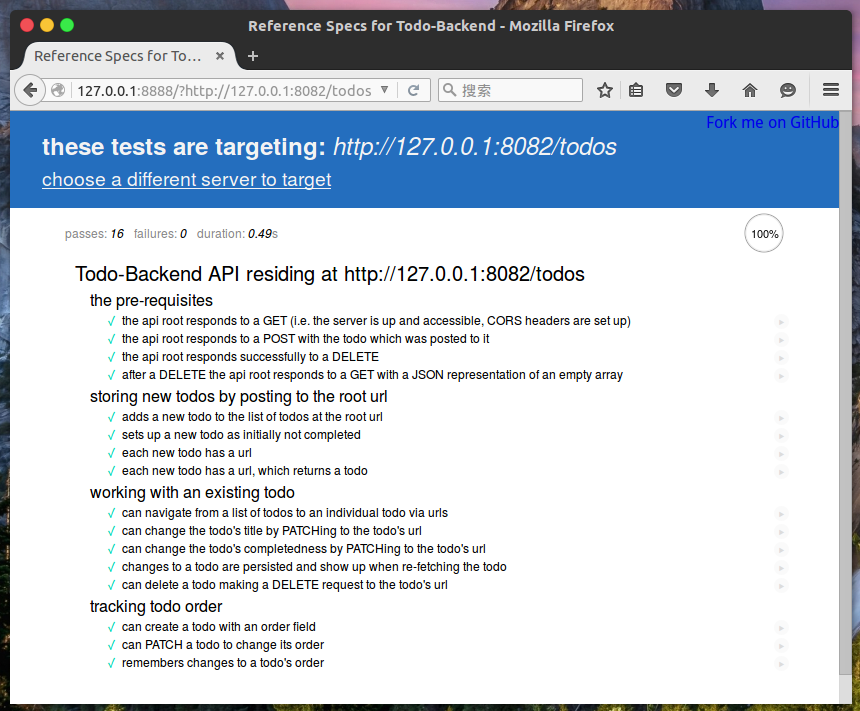 Reference Specs for Todo-Backend - Mozilla Firefox
Reference Specs for To... × +
127.0.0.1:8888/?http://127.0.0.1:8082/todos 搜索
Fork me on GitHub
these tests are targeting: http://127.0.0.1:8082/todos
choose a different server to target
passes: 16 failures: 0 duration: 0.49s 100%
Todo-Backend API residing at http://127.0.0.1:8082/todos
the pre-requisites
✓ the api root responds to a GET (i.e. the server is up and accessible, CORS headers are set up)
✓ the api root responds to a POST with the todo which was posted to it
✓ the api root responds successfully to a DELETE
✓ after a DELETE the api root responds to a GET with a JSON representation of an empty array
storing new todos by posting to the root url
✓ adds a new todo to the list of todos at the root url
✓ sets up a new todo as initially not completed
✓ each new todo has a url
✓ each new todo has a url, which returns a todo
working with an existing todo
✓ can navigate from a list of todos to an individual todo via urls
✓ can change the todo's title by PATCHing to the todo's url
✓ can change the todo's completedness by PATCHing to the todo's url
✓ changes to a todo are persisted and show up when re-fetching the todo
✓ can delete a todo making a DELETE request to the todo's url
tracking todo order
✓ can create a todo with an order field
✓ can PATCH a todo to change its order
✓ remembers changes to a todo's order